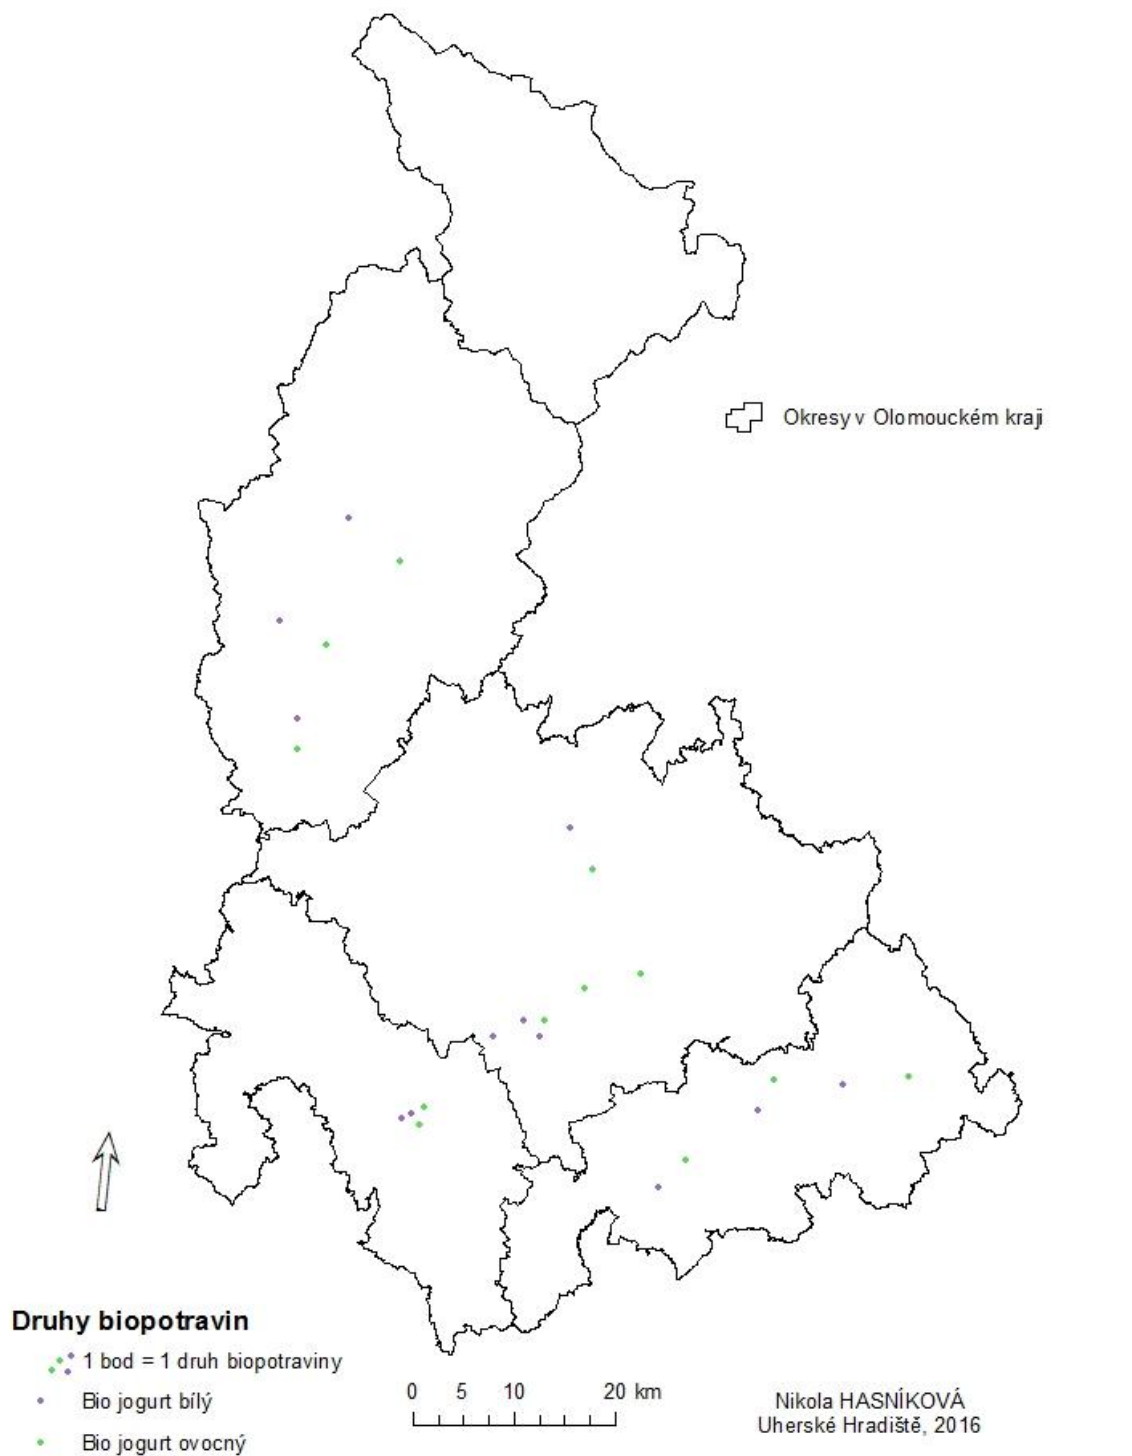 Okresy v Olomouckém kraji
Druhy biopotravin
1 bod = 1 druh biopotraviny
Bio jogurt bílý
Bio jogurt ovocný
0 5 10 20 km
Nikola HASNÍKOVÁ
Uherské Hradiště, 2016